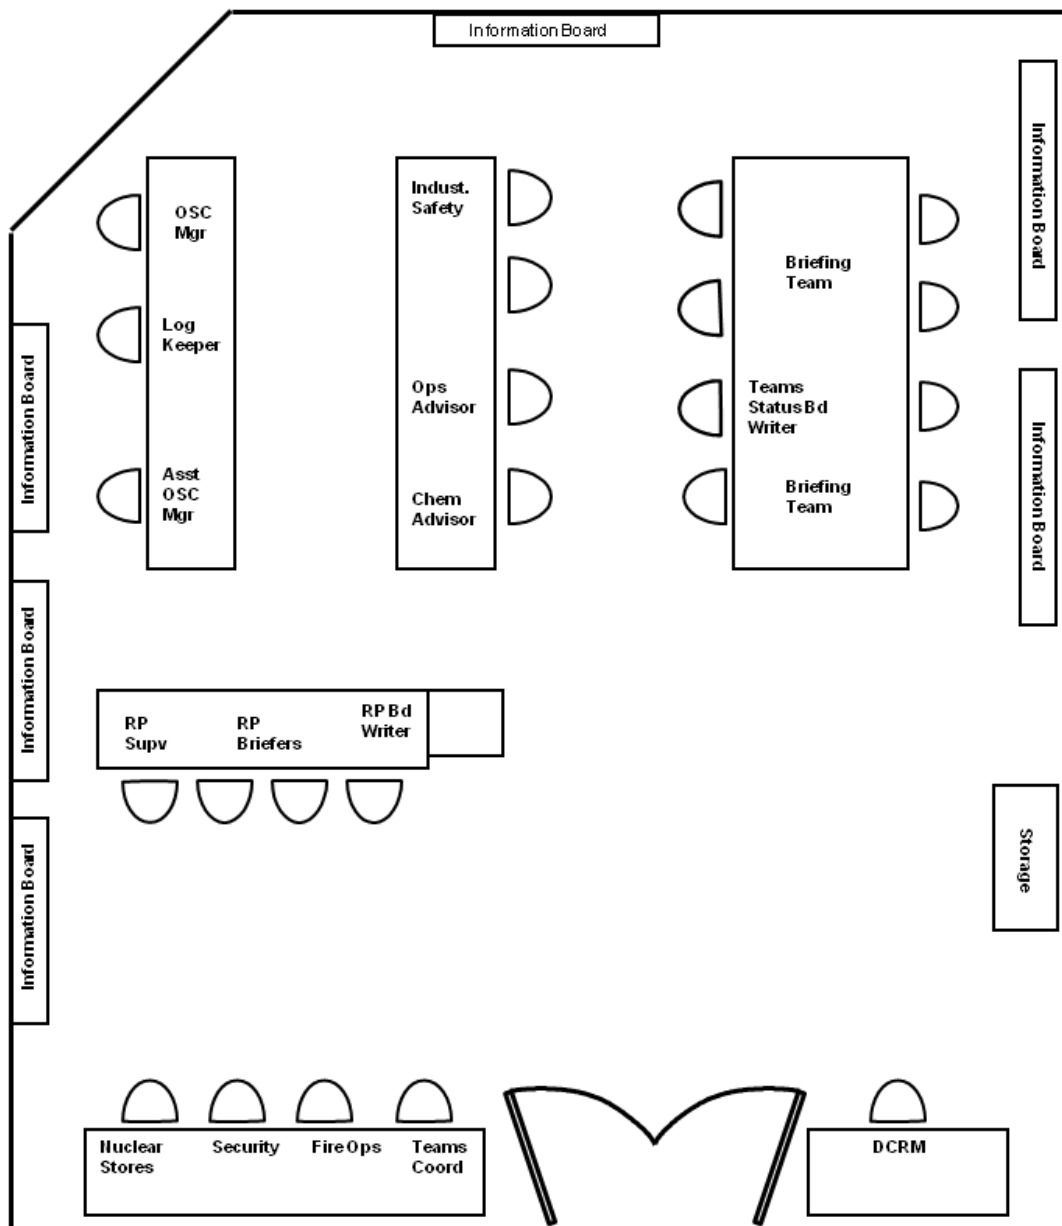 Information Board
Information Board
OSC
Mgr
Log
Keeper
Asst
OSC
Mgr
Indust.
Safety
Ops
Advisor
Chem
Advisor
Briefing
Team
Teams
Status Bd
Writer
Briefing
Team
Information Board
Information Board
Information Board
RP
Supv
RP
Briefers
RP Bd
Writer
Information Board
Storage
Nuclear
Stores
Security
Fire Ops
Teams
Coord
DCRM